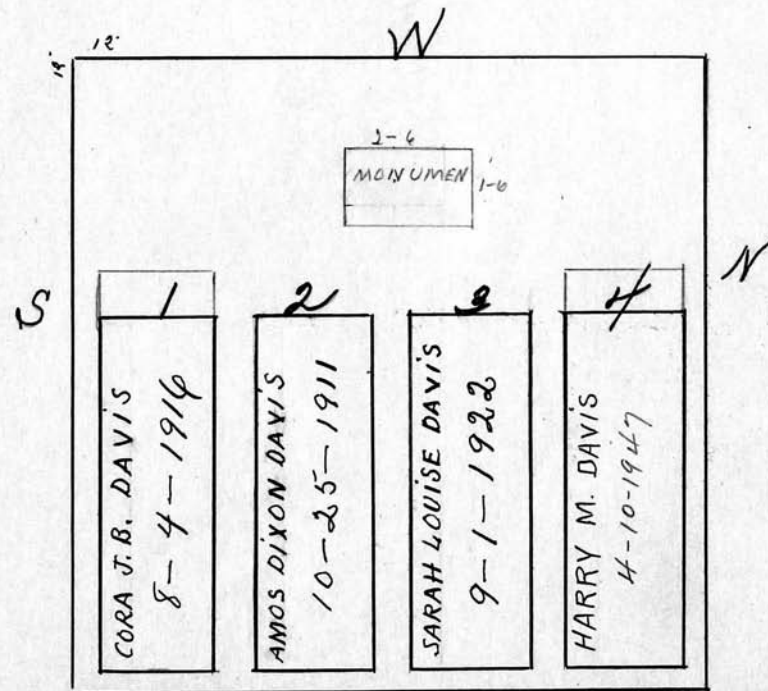 W
12
2-6
MONUMEN
1-6
S
N
1
2
3
4
CORA J.B. DAVIS
8-4-1916
AMOS DIXON DAVIS
10-25-1911
SARAH LOUISE DAVIS
9-1-1922
HARRY M. DAVIS
4-10-1947